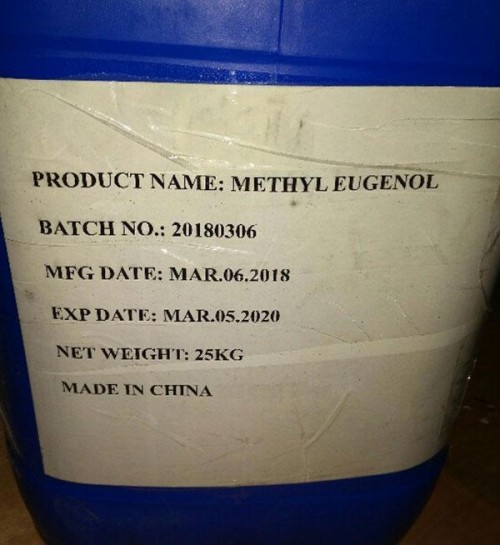 PRODUCT NAME: METHYL EUGENOL
BATCH NO.: 20180306
MFG DATE: MAR.06.2018
EXP DATE: MAR.05.2020
NET WEIGHT: 25KG
MADE IN CHINA